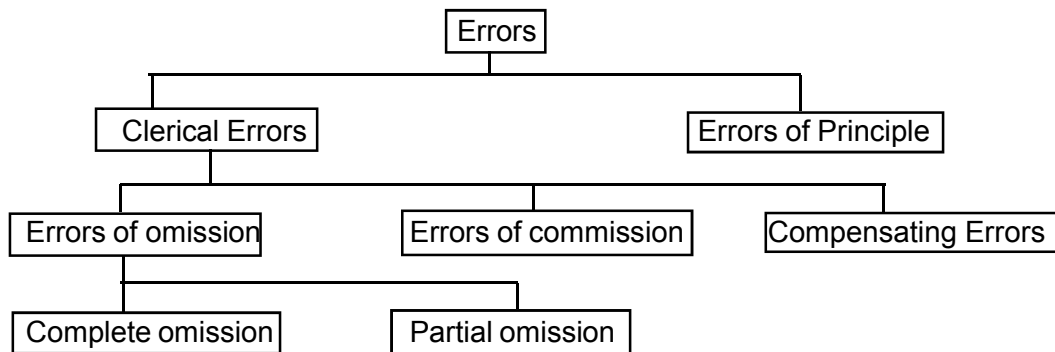 Errors
Clerical Errors
Errors of Principle
Errors of omission
Errors of commission
Compensating Errors
Complete omission
Partial omission